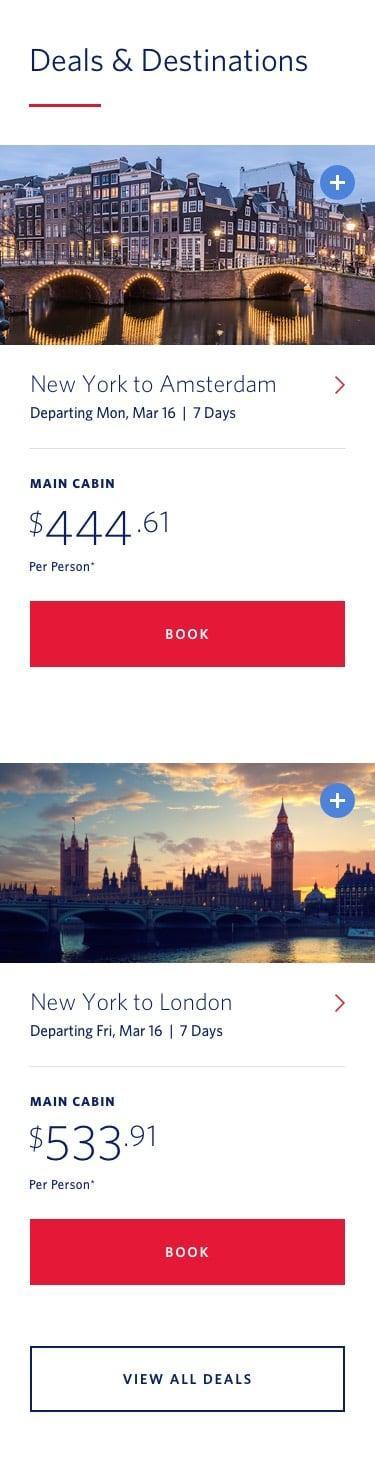 Deals & Destinations
New York to Amsterdam
Departing Mon, Mar 16 | 7 Days
MAIN CABIN
$444.61
Per Person*
BOOK
New York to London
Departing Fri, Mar 16 | 7 Days
MAIN CABIN
$533.91
Per Person*
BOOK
VIEW ALL DEALS